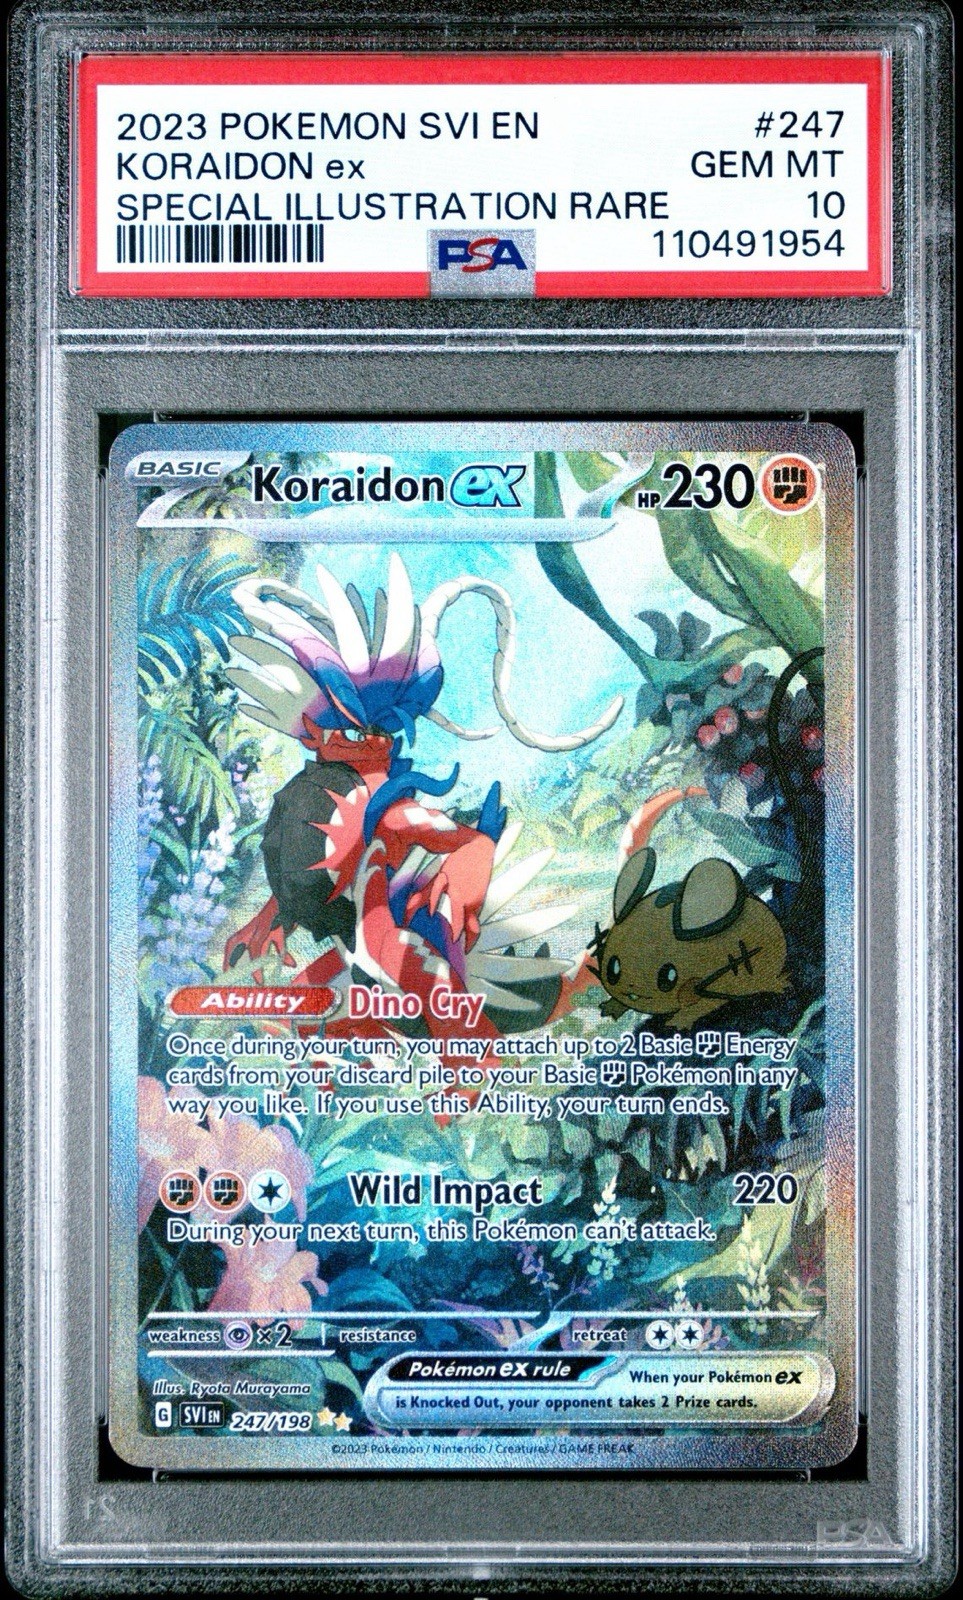 2023 POKEMON SVI EN #247
KORAIDON ex GEM MT
SPECIAL ILLUSTRATION RARE 10
PSA 110491954
BASIC Koraidon ex HP 230
Ability Dino Cry
Once during your turn, you may attach up to 2 Basic Energy
cards from your discard pile to your Basic Pokémon in any
way you like. If you use this Ability, your turn ends.
Wild Impact 220
During your next turn, this Pokémon can't attack.
weakness ×2 resistance retreat
Pokémon ex rule When your Pokémon ex
is Knocked Out, your opponent takes 2 Prize cards.
Illus. Ryota Murayama
G SVI EN 247/198
©2023 Pokémon / Nintendo / Creatures / GAME FREAK
PSA